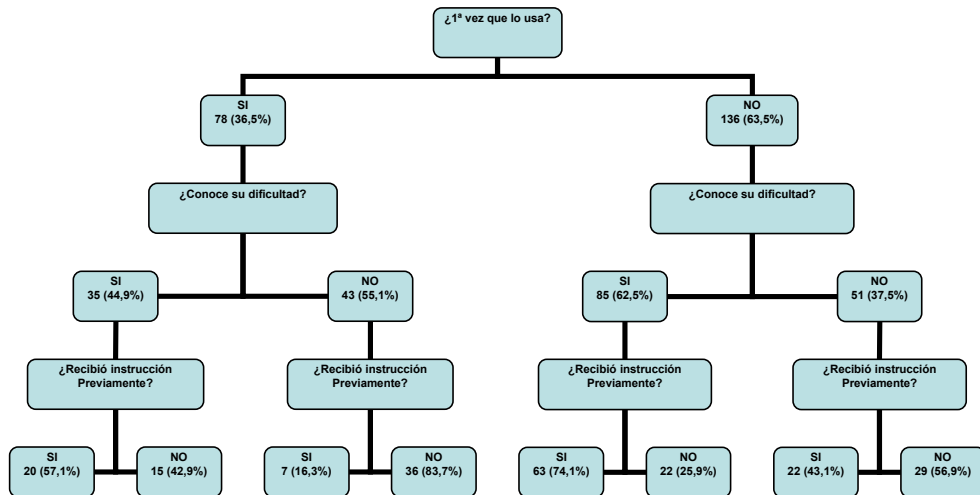 ¿1ª vez que lo usa?
SI
78 (36,5%)
NO
136 (63,5%)
¿Conoce su dificultad?
¿Conoce su dificultad?
SI
35 (44,9%)
NO
43 (55,1%)
SI
85 (62,5%)
NO
51 (37,5%)
¿Recibió instrucción
Previamente?
¿Recibió instrucción
Previamente?
¿Recibió instrucción
Previamente?
¿Recibió instrucción
Previamente?
SI
20 (57,1%)
NO
15 (42,9%)
SI
7 (16,3%)
NO
36 (83,7%)
SI
63 (74,1%)
NO
22 (25,9%)
SI
22 (43,1%)
NO
29 (56,9%)